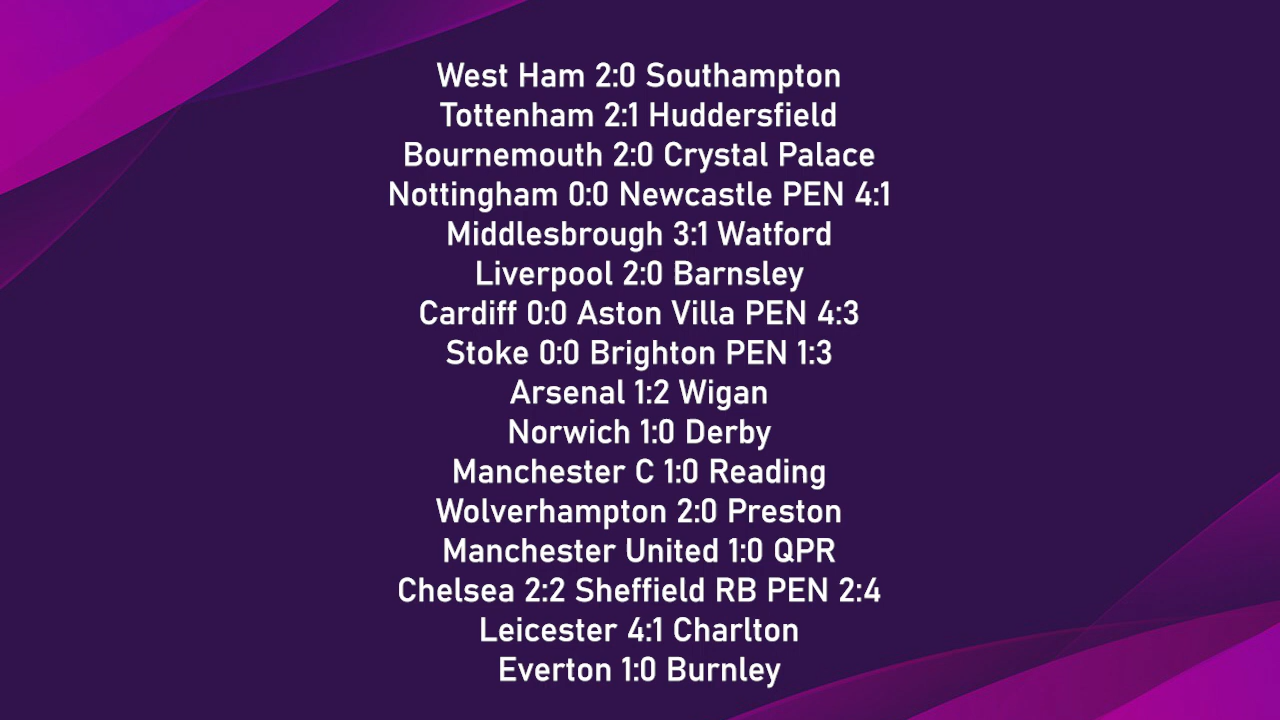 West Ham 2:0 Southampton
Tottenham 2:1 Huddersfield
Bournemouth 2:0 Crystal Palace
Nottingham 0:0 Newcastle PEN 4:1
Middlesbrough 3:1 Watford
Liverpool 2:0 Barnsley
Cardiff 0:0 Aston Villa PEN 4:3
Stoke 0:0 Brighton PEN 1:3
Arsenal 1:2 Wigan
Norwich 1:0 Derby
Manchester C 1:0 Reading
Wolverhampton 2:0 Preston
Manchester United 1:0 QPR
Chelsea 2:2 Sheffield RB PEN 2:4
Leicester 4:1 Charlton
Everton 1:0 Burnley